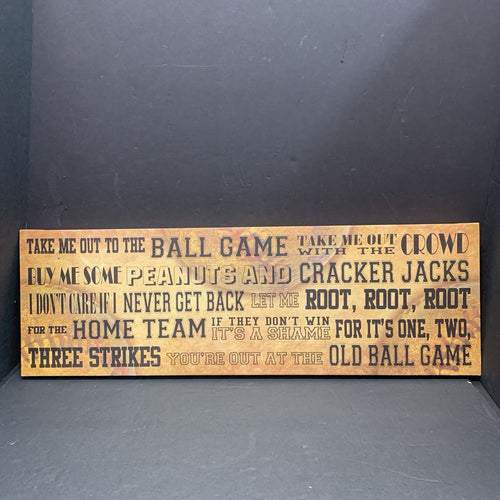 TAKE ME OUT TO THE BALL GAME TAKE ME OUT WITH THE CROWD
BUY ME SOME PEANUTS AND CRACKER JACKS
I DON'T CARE IF I NEVER GET BACK LET ME ROOT, ROOT, ROOT
FOR THE HOME TEAM IF THEY DON'T WIN IT'S A SHAME FOR IT'S ONE, TWO,
THREE STRIKES YOU'RE OUT AT THE OLD BALL GAME